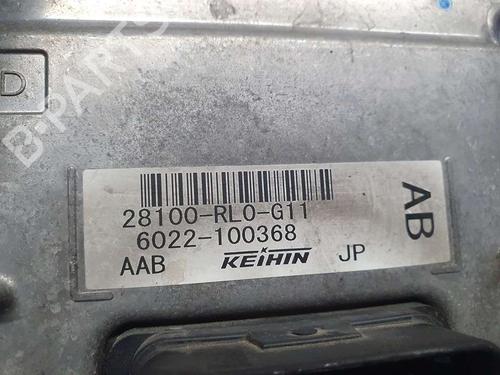 D
B-PARTS
28100-RL0-G11
6022-100368
AAB KEIHIN JP
AB